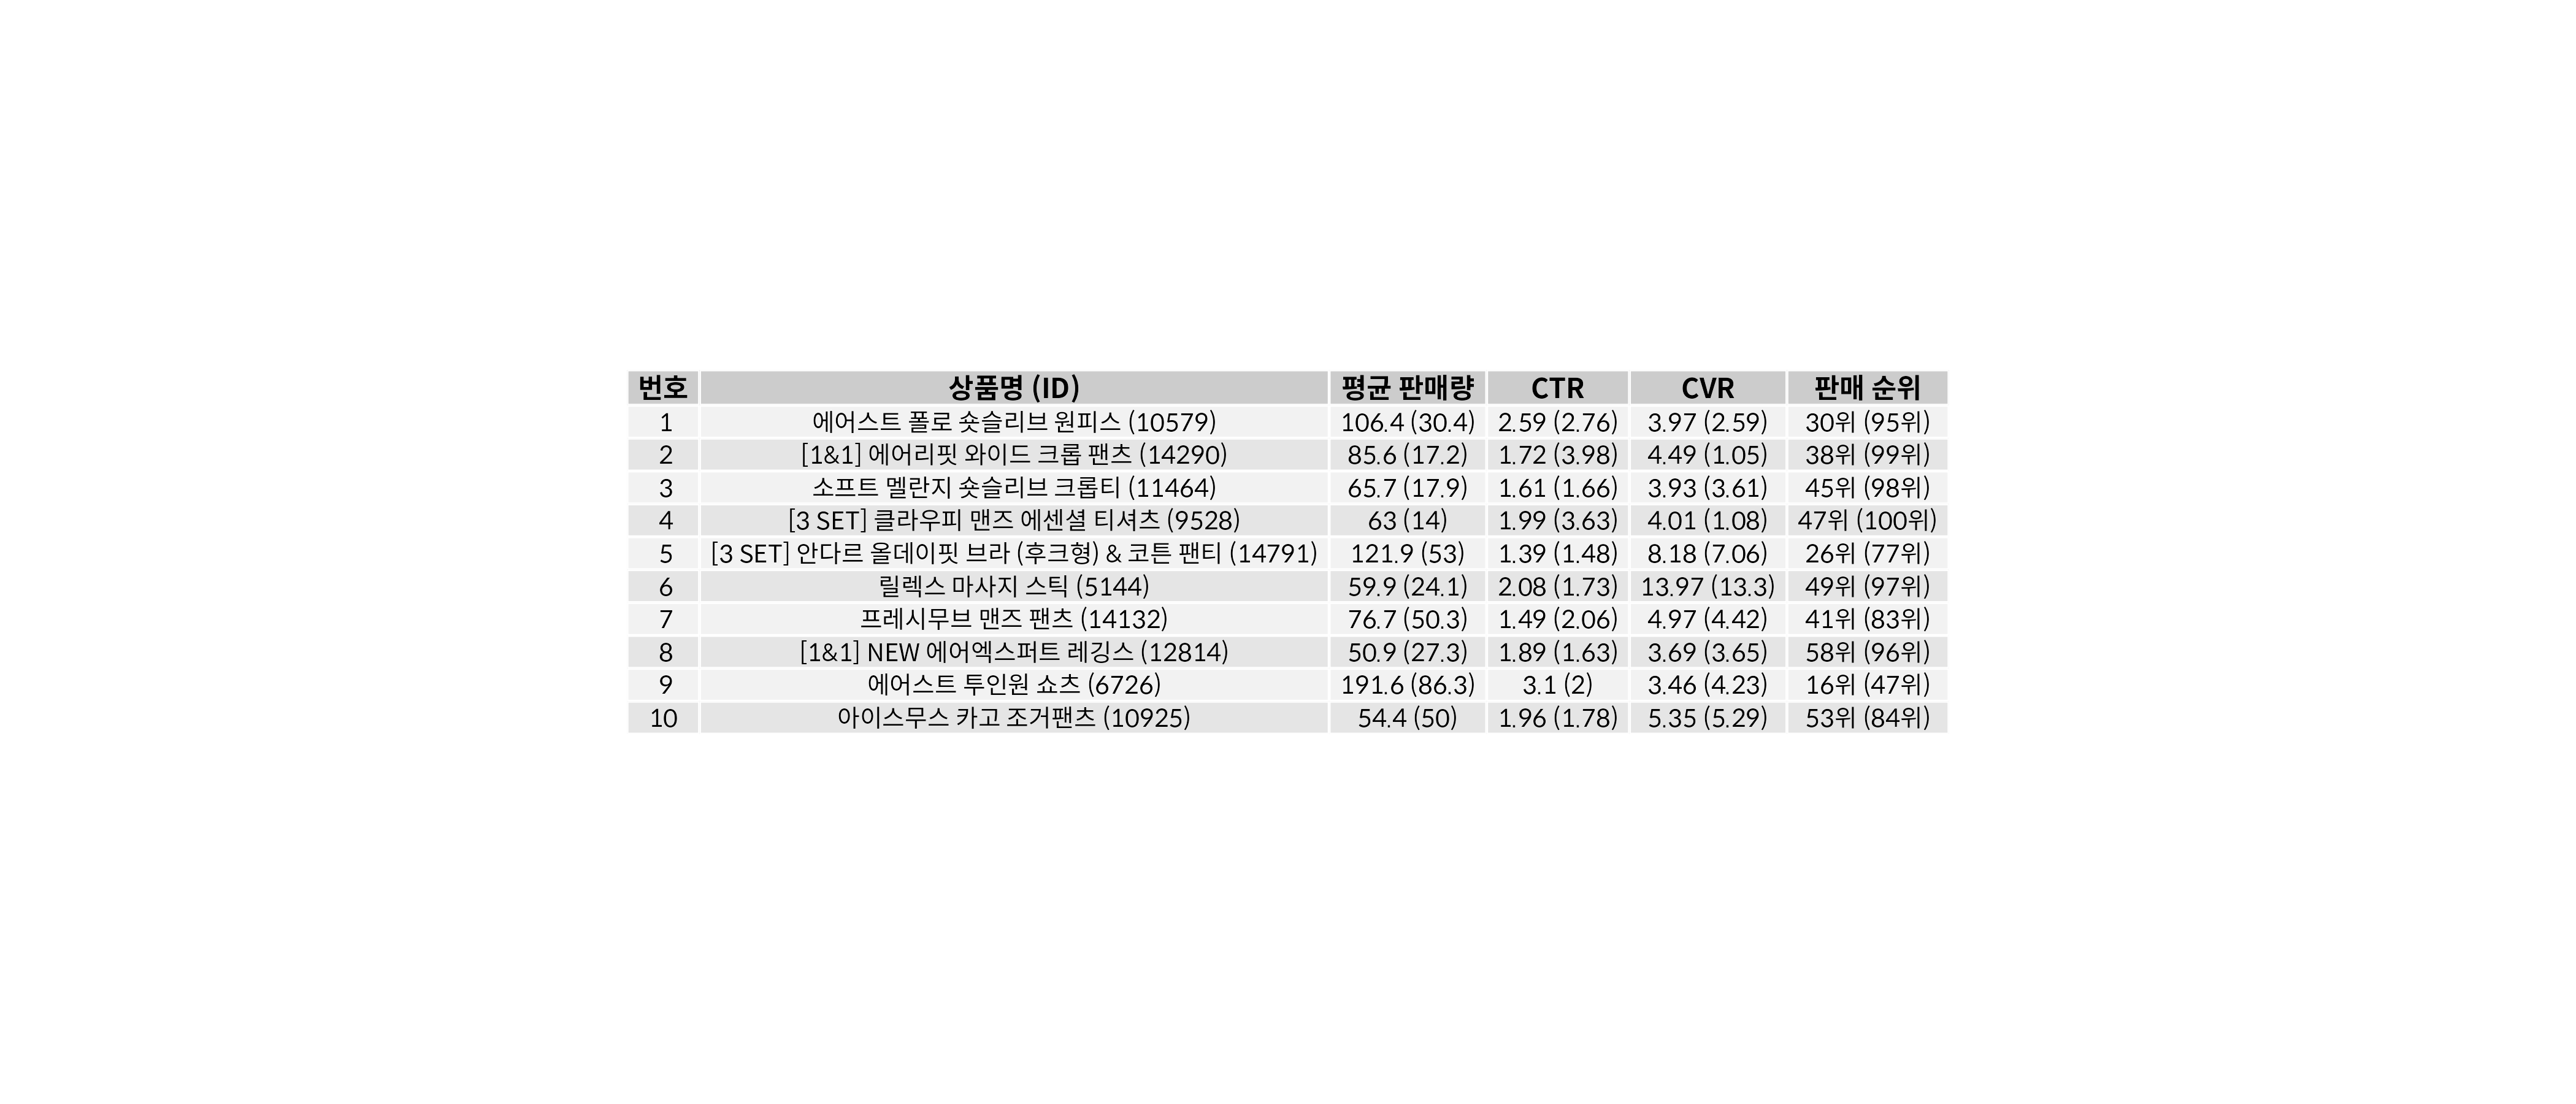 번호 상품명 (ID) 평균 판매량 CTR CVR 판매 순위
1 에어스트 폴로 숏슬리브 원피스 (10579) 106.4 (30.4) 2.59 (2.76) 3.97 (2.59) 30위 (95위)
2 [1&1] 에어리핏 와이드 크롭 팬츠 (14290) 85.6 (17.2) 1.72 (3.98) 4.49 (1.05) 38위 (99위)
3 소프트 멜란지 숏슬리브 크롭티 (11464) 65.7 (17.9) 1.61 (1.66) 3.93 (3.61) 45위 (98위)
4 [3 SET] 클라우피 맨즈 에센셜 티셔츠 (9528) 63 (14) 1.99 (3.63) 4.01 (1.08) 47위 (100위)
5 [3 SET] 안다르 올데이핏 브라 (후크형) & 코튼 팬티 (14791) 121.9 (53) 1.39 (1.48) 8.18 (7.06) 26위 (77위)
6 릴렉스 마사지 스틱 (5144) 59.9 (24.1) 2.08 (1.73) 13.97 (13.3) 49위 (97위)
7 프레시무브 맨즈 팬츠 (14132) 76.7 (50.3) 1.49 (2.06) 4.97 (4.42) 41위 (83위)
8 [1&1] NEW 에어엑스퍼트 레깅스 (12814) 50.9 (27.3) 1.89 (1.63) 3.69 (3.65) 58위 (96위)
9 에어스트 투인원 쇼츠 (6726) 191.6 (86.3) 3.1 (2) 3.46 (4.23) 16위 (47위)
10 아이스무스 카고 조거팬츠 (10925) 54.4 (50) 1.96 (1.78) 5.35 (5.29) 53위 (84위)